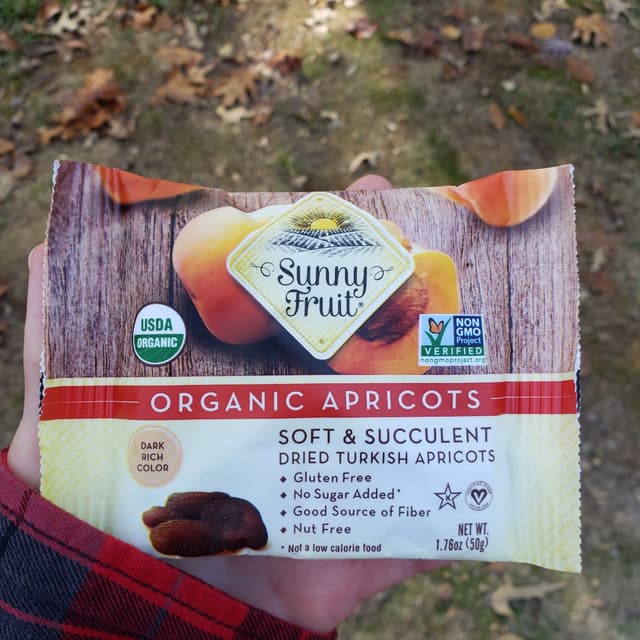 Sunny
Fruit®
USDA
ORGANIC
NON
GMO
Project
VERIFIED
nongmoproject.org
ORGANIC APRICOTS
DARK
RICH
COLOR
SOFT & SUCCULENT
DRIED TURKISH APRICOTS
Gluten Free
No Sugar Added*
Good Source of Fiber
Nut Free
* Not a low calorie food
K
NET WT.
1.76oz (50g)